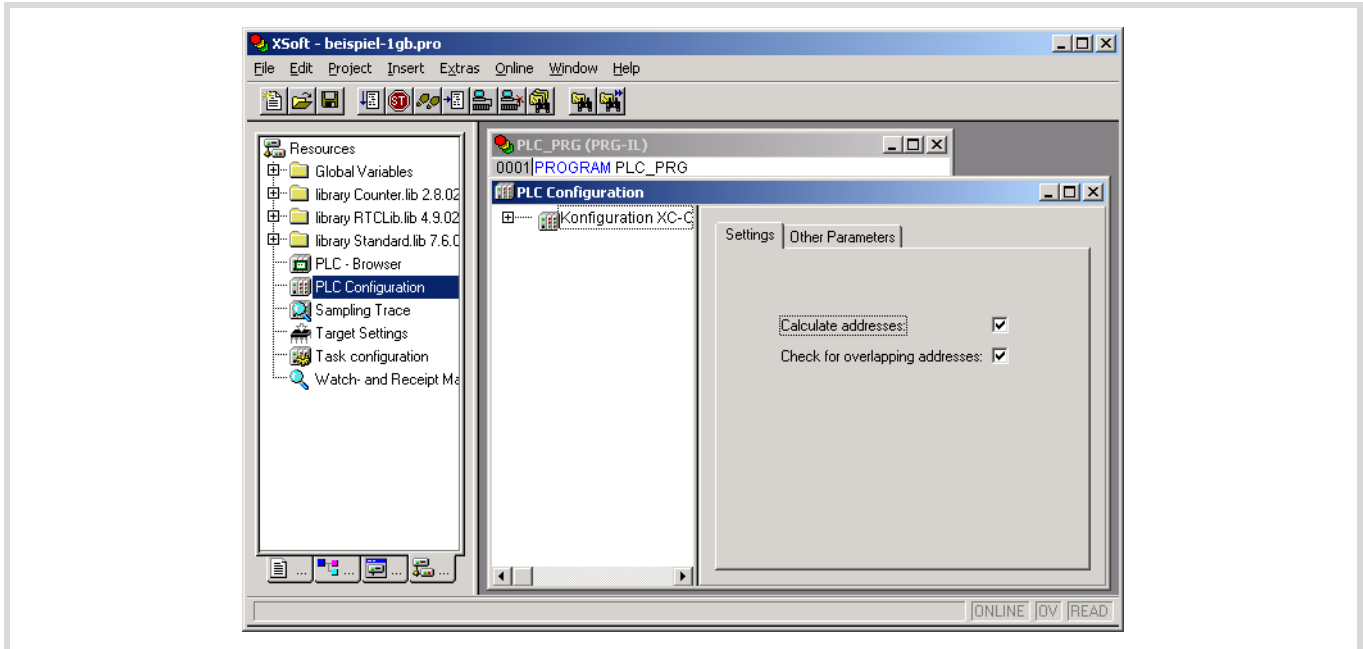 XSoft - beispiel-1gb.pro
File Edit Project Insert Extras Online Window Help
ST
Resources
Global Variables
library Counter.lib 2.8.02
library RTCLib.lib 4.9.02
library Standard.lib 7.6.0
PLC - Browser
PLC Configuration
Sampling Trace
Target Settings
Task configuration
Watch- and Receipt Ma
... ... ... ...
PLC_PRG (PRG-IL)
0001 PROGRAM PLC_PRG
PLC Configuration
Konfiguration XC-C
Settings Other Parameters
Calculate addresses:
Check for overlapping addresses:
ONLINE OV READ